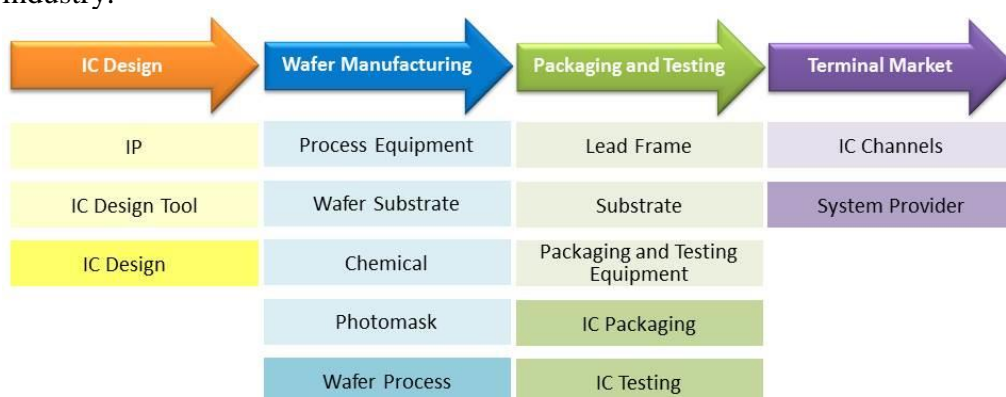 industry.
IC Design
Wafer Manufacturing
Packaging and Testing
Terminal Market
IP
Process Equipment
Lead Frame
IC Channels
IC Design Tool
Wafer Substrate
Substrate
System Provider
IC Design
Chemical
Packaging and Testing
Equipment
Photomask
IC Packaging
Wafer Process
IC Testing